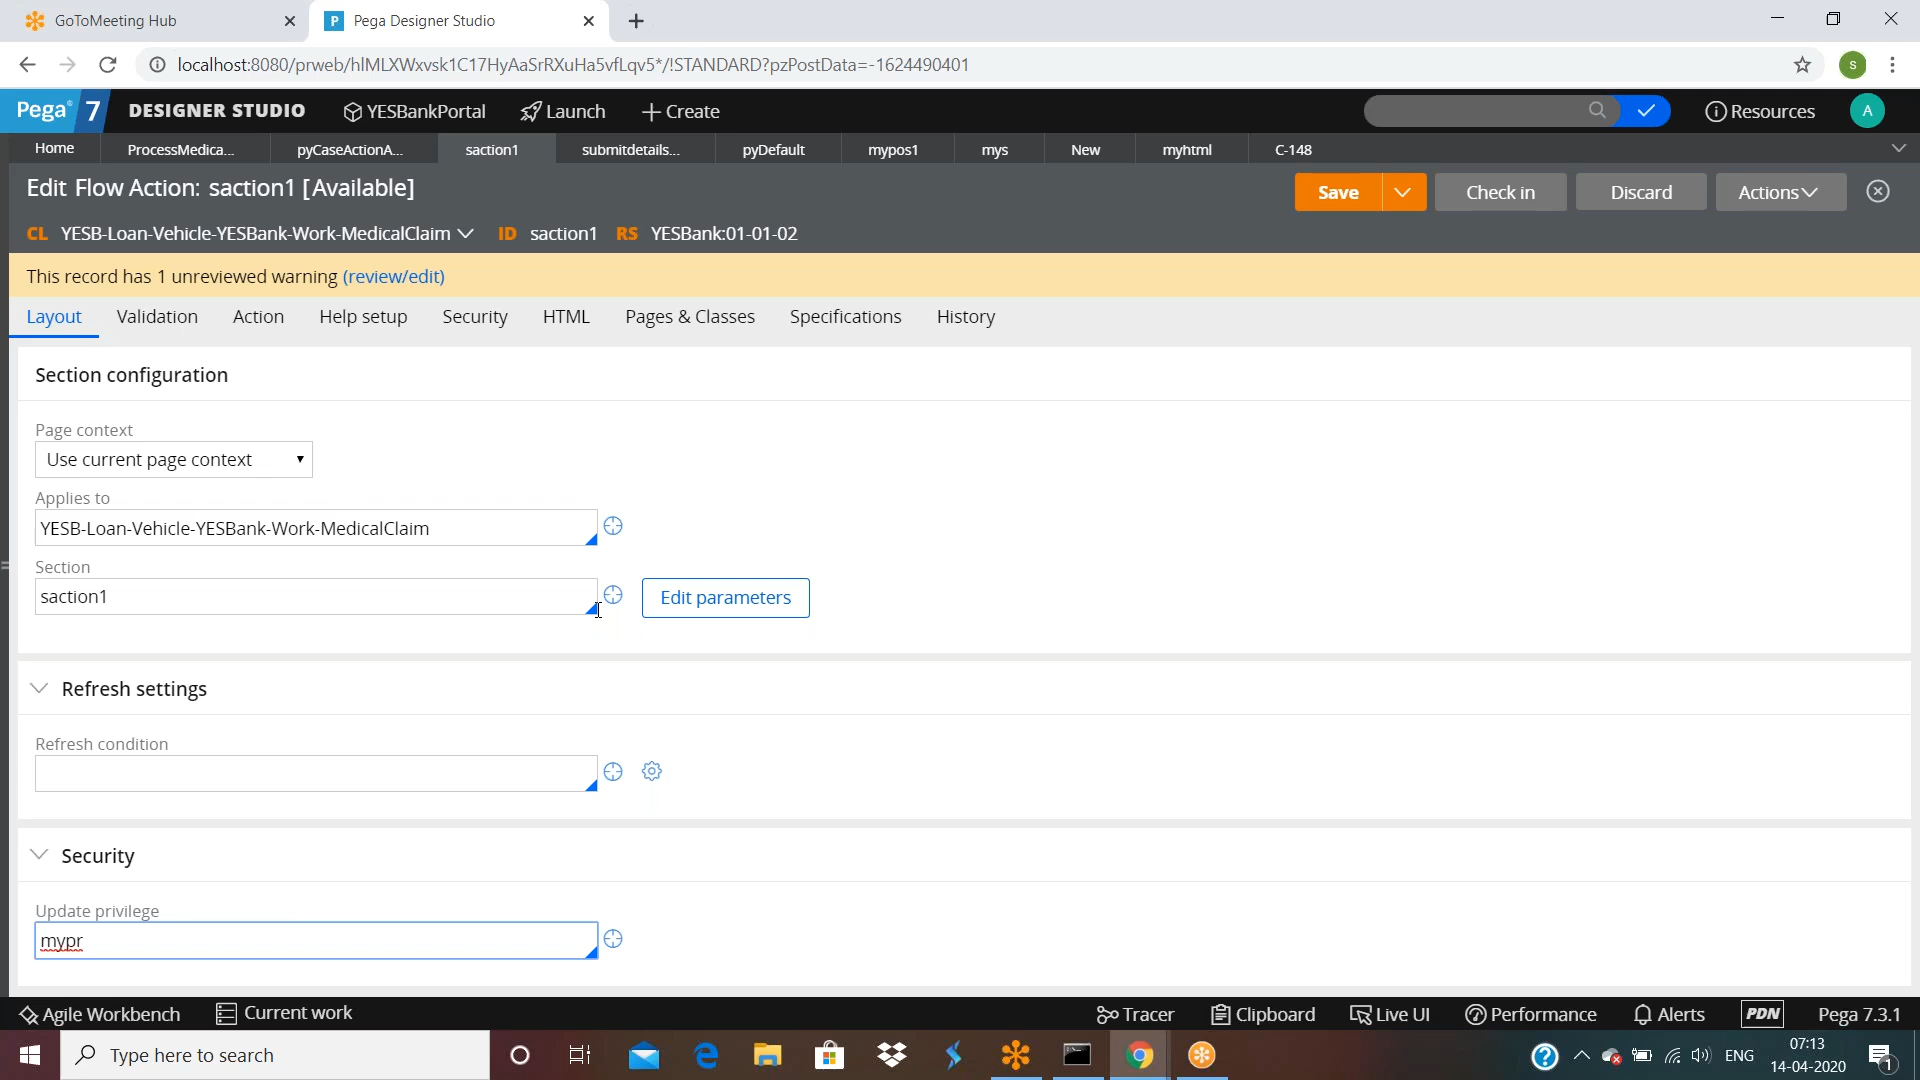 GoToMeeting Hub
Pega Designer Studio
localhost:8080/prweb/hIMLXWxvsk1C17HyAaSrRXuHa5vfLqv5*/!STANDARD?pzPostData=-1624490401
s
Pega 7 DESIGNER STUDIO YESBankPortal Launch Create Resources A
Home ProcessMedica... pyCaseActionA... saction1 submitdetails... pyDefault mypos1 mys New myhtml C-148
Edit Flow Action: saction1 [Available]
Save Check in Discard Actions
CL YESB-Loan-Vehicle-YESBank-Work-MedicalClaim ID saction1 RS YESBank:01-01-02
This record has 1 unreviewed warning (review/edit)
Layout Validation Action Help setup Security HTML Pages & Classes Specifications History
Section configuration
Page context
Use current page context
Applies to
YESB-Loan-Vehicle-YESBank-Work-MedicalClaim
Section
saction1 Edit parameters
Refresh settings
Refresh condition
Security
Update privilege
mypr
Agile Workbench Current work Tracer Clipboard Live UI Performance Alerts PDN Pega 7.3.1
Type here to search
ENG
07:13
14-04-2020
1